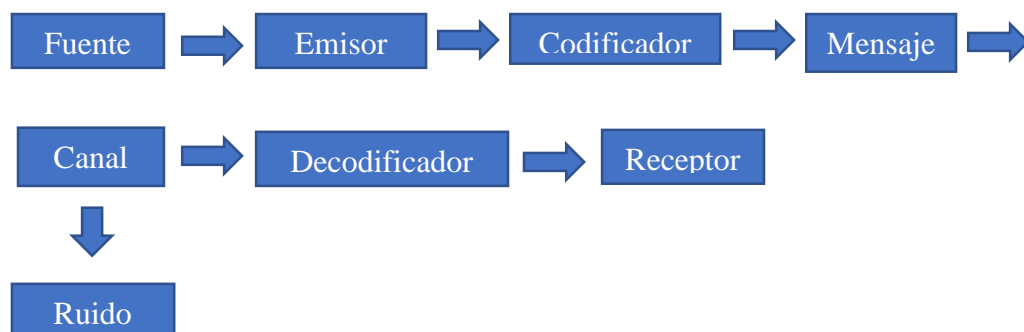 Fuente Emisor Codificador Mensaje
Canal Decodificador Receptor
Ruido